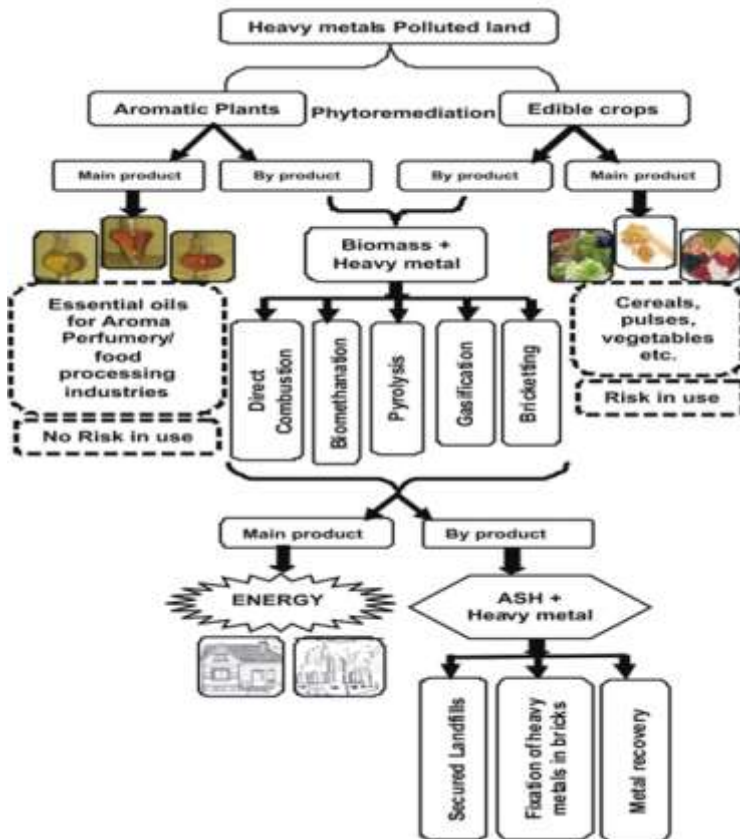 Heavy metals Polluted land
Aromatic Plants
Phytoremediation
Edible crops
Main product
By product
By product
Main product
Biomass +
Heavy metal
Essential oils
for Aroma
Perfumery/
food
processing
industries
No Risk in use
Direct
Combustion
Biomethanation
Pyrolysis
Gasification
Bricketting
Cereals,
pulses,
vegetables
etc.
Risk in use
Main product
By product
ENERGY
ASH +
Heavy metal
Secured Landfills
Fixation of heavy
metals in bricks
Metal recovery